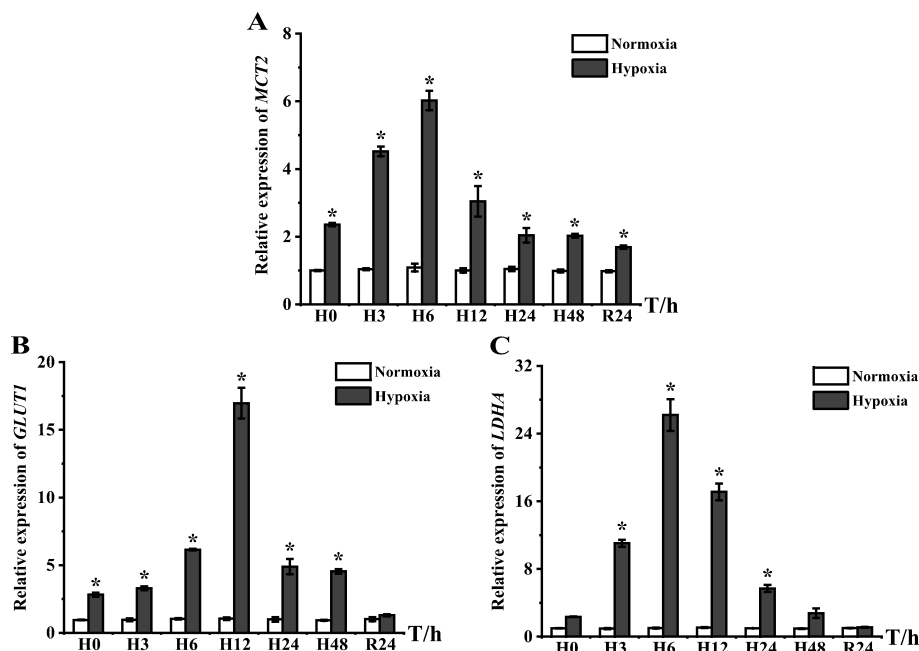 A
Relative expression of MCT2
8
6
4
2
0
Normoxia
Hypoxia
* * * * * * *
H0 H3 H6 H12 H24 H48 R24 T/h
B
Relative expression of GLUT1
20
15
10
5
0
Normoxia
Hypoxia
* * * * * *
H0 H3 H6 H12 H24 H48 R24 T/h
C
Relative expression of LDHA
32
24
16
8
0
Normoxia
Hypoxia
* * * *
H0 H3 H6 H12 H24 H48 R24 T/h